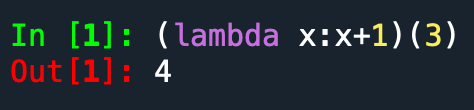 In [1]: (lambda x:x+1)(3)
Out[1]: 4